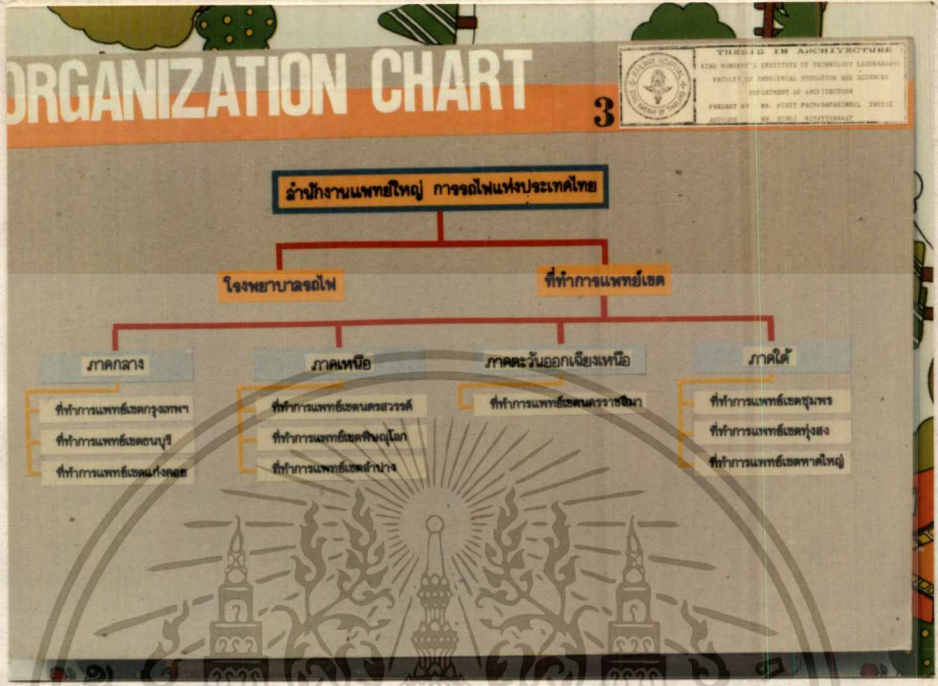 ORGANIZATION CHART
3
THESIS IN ARCHITECTURE
KING MONGKUT'S INSTITUTE OF TECHNOLOGY LADKRABANG
FACULTY OF INDUSTRIAL EDUCATION AND SCIENCES
DEPARTMENT OF ARCHITECTURE
PRESENT BY MR.
ADVISOR MR
สำนักงานแพทย์ใหญ่ การรถไฟแห่งประเทศไทย
โรงพยาบาลรถไฟ
ที่ทำการแพทย์เขต
ภาคกลาง
ภาคเหนือ
ภาคตะวันออกเฉียงเหนือ
ภาคใต้
ที่ทำการแพทย์เขตกรุงเทพฯ
ที่ทำการแพทย์เขตธนบุรี
ที่ทำการแพทย์เขตแก่งคอย
ที่ทำการแพทย์เขตนครสวรรค์
ที่ทำการแพทย์เขตพิษณุโลก
ที่ทำการแพทย์เขตลำปาง
ที่ทำการแพทย์เขตนครราชสีมา
ที่ทำการแพทย์เขตชุมพร
ที่ทำการแพทย์เขตทุ่งสง
ที่ทำการแพทย์เขตหาดใหญ่